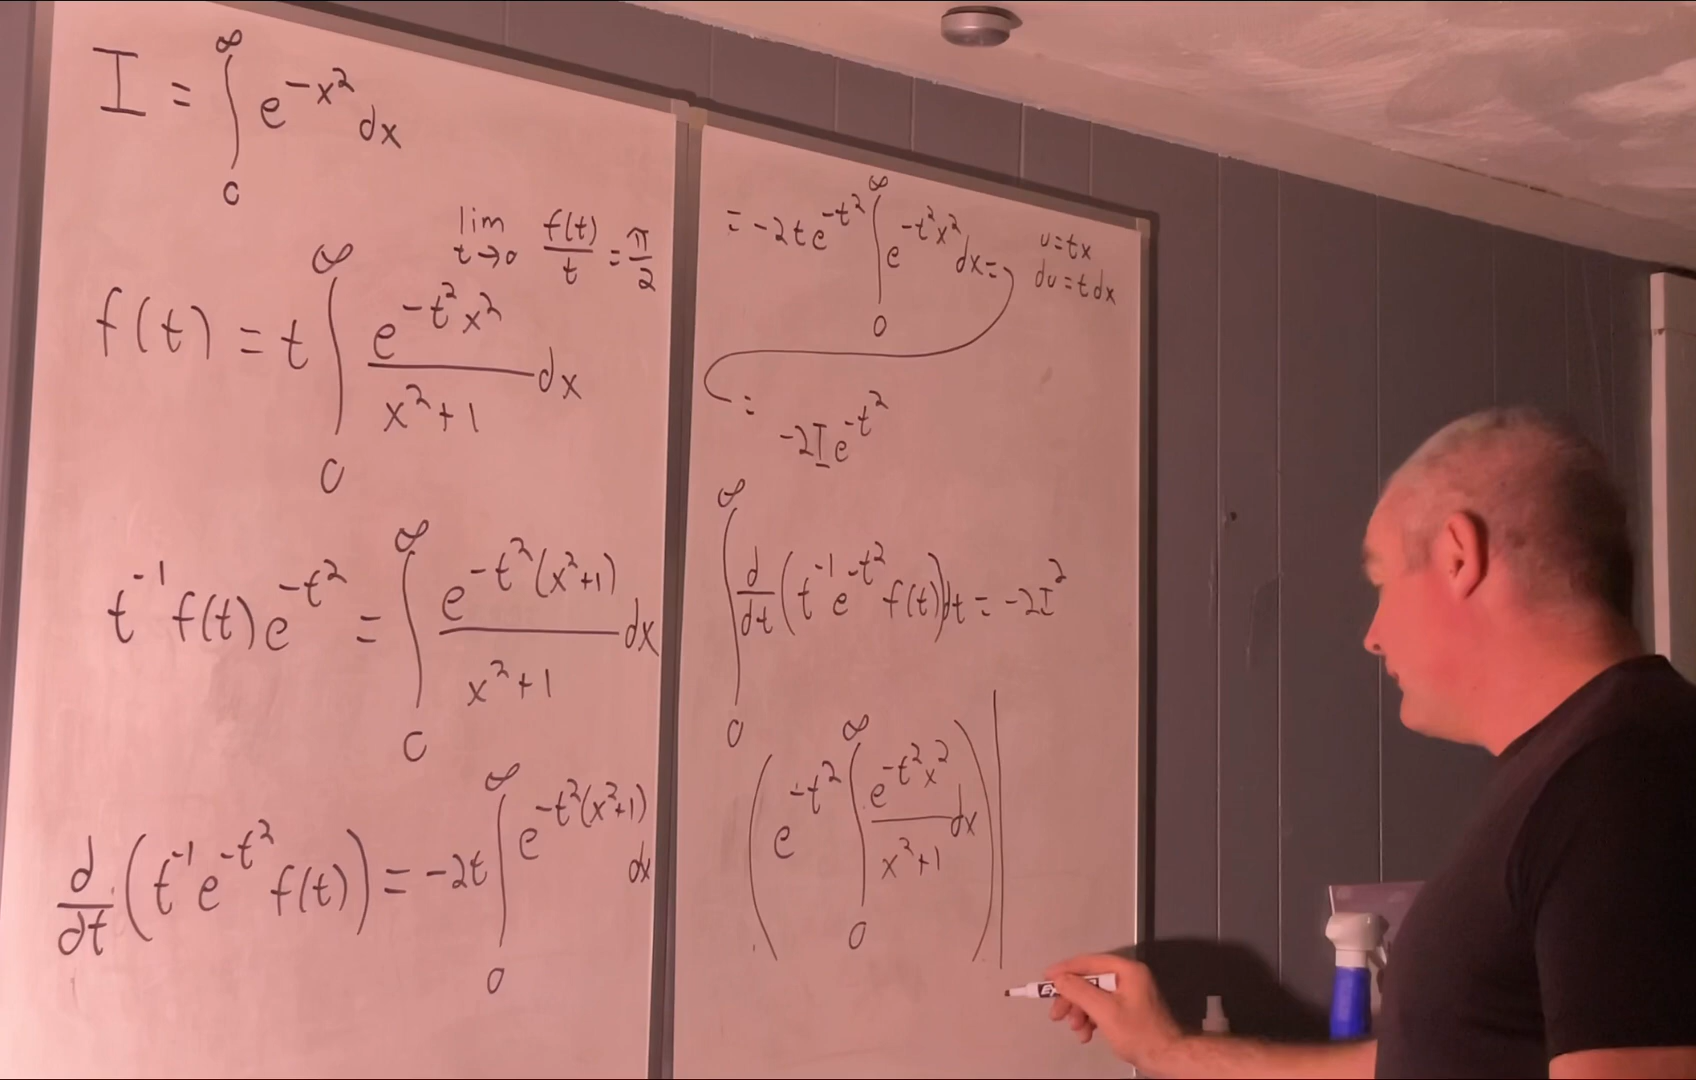 I = ∫₀^∞ e^{-x²} dx
lim_{t→0} f(t)/t = π/2
f(t) = t ∫₀^∞ e^{-t²x²}/(x²+1) dx
t^{-1} f(t) e^{-t²} = ∫₀^∞ e^{-t²(x²+1)}/(x²+1) dx
d/dt (t^{-1} e^{-t²} f(t)) = -2t ∫₀^∞ e^{-t²(x²+1)} dx
= -2t e^{-t²} ∫₀^∞ e^{-t²x²} dx =
u = tx
du = t dx
= -2I e^{-t²}
∫₀^∞ d/dt (t^{-1} e^{-t²} f(t)) dt = -2I²
(e^{-t²} ∫₀^∞ e^{-t²x²}/(x²+1) dx)|